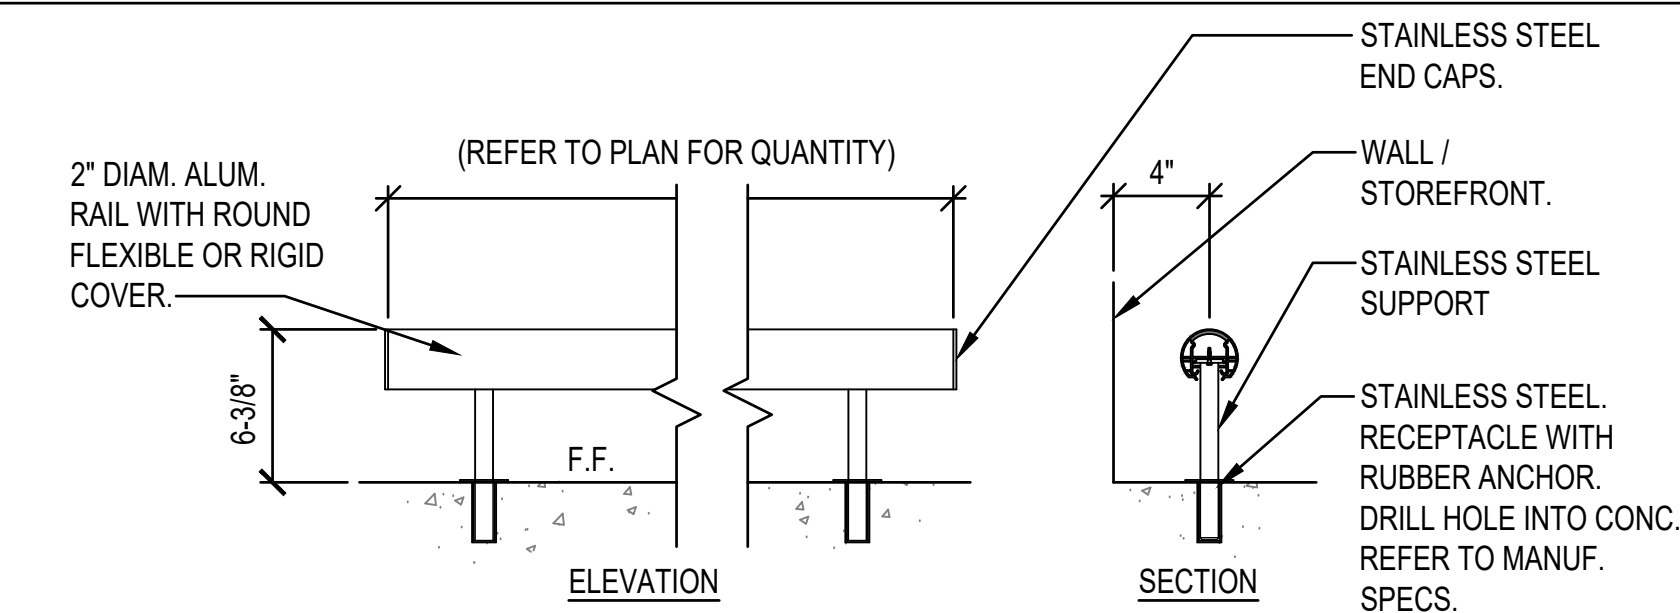 STAINLESS STEEL
END CAPS.
(REFER TO PLAN FOR QUANTITY)
2" DIAM. ALUM.
RAIL WITH ROUND
FLEXIBLE OR RIGID
COVER.
4"
WALL /
STOREFRONT.
STAINLESS STEEL
SUPPORT
6-3/8"
F.F.
STAINLESS STEEL.
RECEPTACLE WITH
RUBBER ANCHOR.
DRILL HOLE INTO CONC.
REFER TO MANUF.
SPECS.
ELEVATION
SECTION